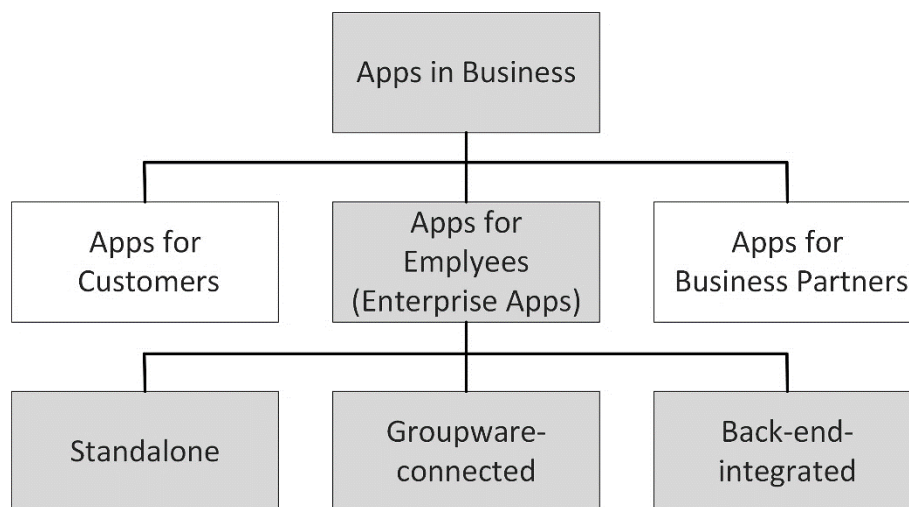 Apps in Business
Apps for
Customers
Apps for
Emplyees
(Enterprise Apps)
Apps for
Business Partners
Standalone
Groupware-
connected
Back-end-
integrated